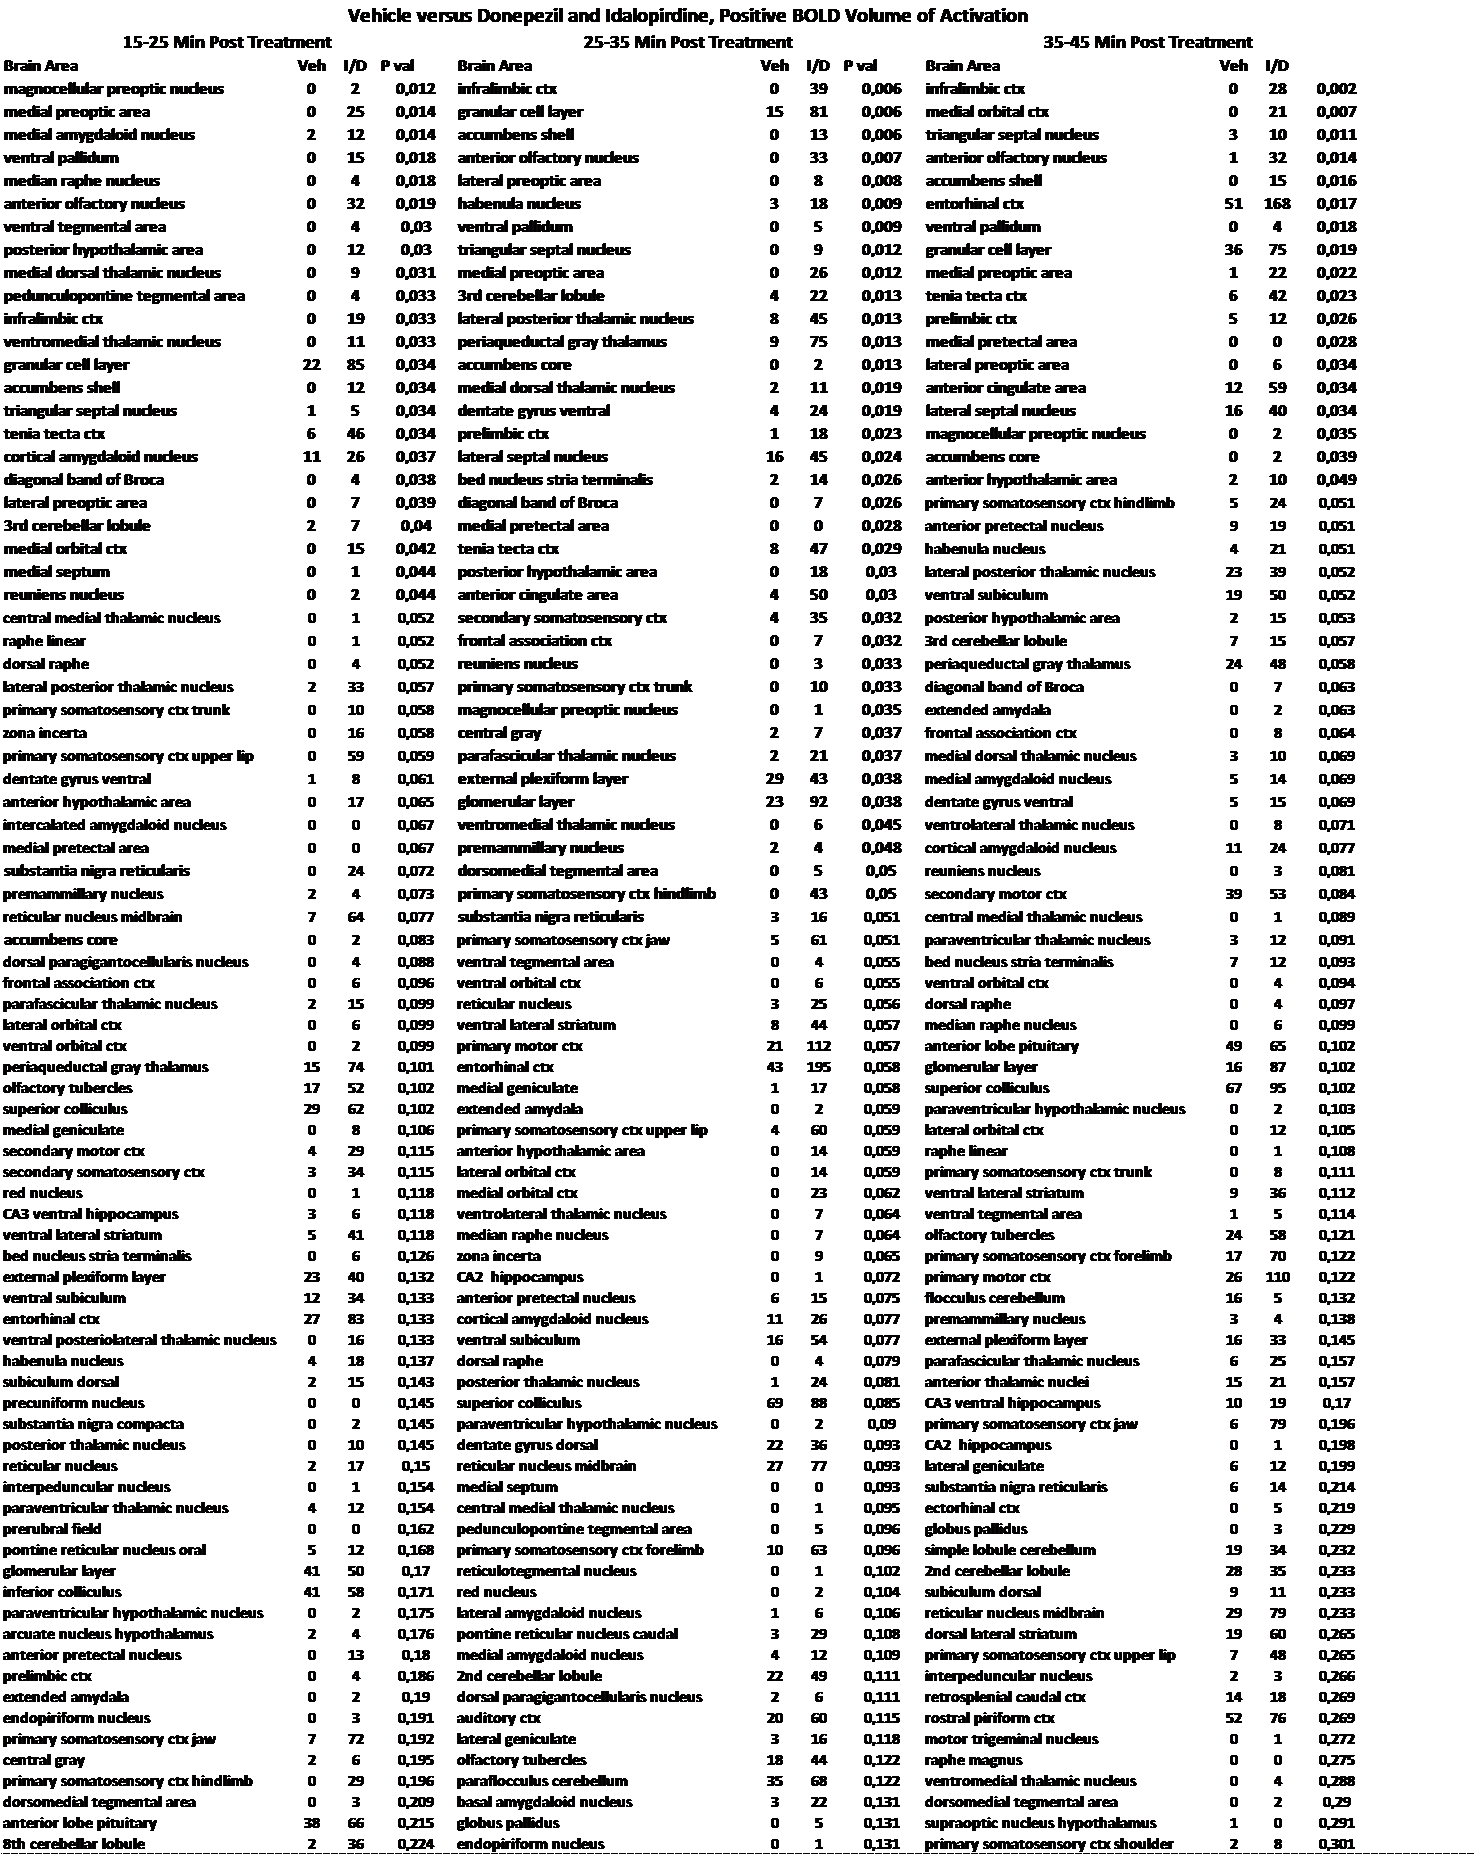 Vehicle versus Donepezil and Idalopirdine, Positive BOLD Volume of Activation
15-25 Min Post Treatment 25-35 Min Post Treatment 35-45 Min Post Treatment
Brain Area Veh I/D P val Brain Area Veh I/D P val Brain Area Veh I/D
magnocellular preoptic nucleus 0 2 0,012 infralimbic ctx 0 39 0,006 infralimbic ctx 0 28 0,002
medial preoptic area 0 25 0,014 granular cell layer 15 81 0,006 medial orbital ctx 0 21 0,007
medial amygdaloid nucleus 2 12 0,014 accumbens shell 0 13 0,006 triangular septal nucleus 3 10 0,011
ventral pallidum 0 15 0,018 anterior olfactory nucleus 0 33 0,007 anterior olfactory nucleus 1 32 0,014
median raphe nucleus 0 4 0,018 lateral preoptic area 0 8 0,008 accumbens shell 0 15 0,016
anterior olfactory nucleus 0 32 0,019 habenula nucleus 3 18 0,009 entorhinal ctx 51 168 0,017
ventral tegmental area 0 4 0,03 ventral pallidum 0 5 0,009 ventral pallidum 0 4 0,018
posterior hypothalamic area 0 12 0,03 triangular septal nucleus 0 9 0,012 granular cell layer 36 75 0,019
medial dorsal thalamic nucleus 0 9 0,031 medial preoptic area 0 26 0,012 medial preoptic area 1 22 0,022
pedunculopontine tegmental area 0 4 0,033 3rd cerebellar lobule 4 22 0,013 tenia tecta ctx 6 42 0,023
infralimbic ctx 0 19 0,033 lateral posterior thalamic nucleus 8 45 0,013 prelimbic ctx 5 12 0,026
ventromedial thalamic nucleus 0 11 0,033 periaqueductal gray thalamus 9 75 0,013 medial pretectal area 0 0 0,028
granular cell layer 22 85 0,034 accumbens core 0 2 0,013 lateral preoptic area 0 6 0,034
accumbens shell 0 12 0,034 medial dorsal thalamic nucleus 2 11 0,019 anterior cingulate area 12 59 0,034
triangular septal nucleus 1 5 0,034 dentate gyrus ventral 4 24 0,019 lateral septal nucleus 16 40 0,034
tenia tecta ctx 6 46 0,034 prelimbic ctx 1 18 0,023 magnocellular preoptic nucleus 0 2 0,035
cortical amygdaloid nucleus 11 26 0,037 lateral septal nucleus 16 45 0,024 accumbens core 0 2 0,039
diagonal band of Broca 0 4 0,038 bed nucleus stria terminalis 2 14 0,026 anterior hypothalamic area 2 10 0,049
lateral preoptic area 0 7 0,039 diagonal band of Broca 0 7 0,026 primary somatosensory ctx hindlimb 5 24 0,051
3rd cerebellar lobule 2 7 0,04 medial pretectal area 0 0 0,028 anterior pretectal nucleus 9 19 0,051
medial orbital ctx 0 15 0,042 tenia tecta ctx 8 47 0,029 habenula nucleus 4 21 0,051
medial septum 0 1 0,044 posterior hypothalamic area 0 18 0,03 lateral posterior thalamic nucleus 23 39 0,052
reuniens nucleus 0 2 0,044 anterior cingulate area 4 50 0,03 ventral subiculum 19 50 0,052
central medial thalamic nucleus 0 1 0,052 secondary somatosensory ctx 4 35 0,032 posterior hypothalamic area 2 15 0,053
raphe linear 0 1 0,052 frontal association ctx 0 7 0,032 3rd cerebellar lobule 7 15 0,057
dorsal raphe 0 4 0,052 reuniens nucleus 0 3 0,033 periaqueductal gray thalamus 24 48 0,058
lateral posterior thalamic nucleus 2 33 0,057 primary somatosensory ctx trunk 0 10 0,033 diagonal band of Broca 0 7 0,063
primary somatosensory ctx trunk 0 10 0,058 magnocellular preoptic nucleus 0 1 0,035 extended amydala 0 2 0,063
zona incerta 0 16 0,058 central gray 2 7 0,037 frontal association ctx 0 8 0,064
primary somatosensory ctx upper lip 0 59 0,059 parafascicular thalamic nucleus 2 21 0,037 medial dorsal thalamic nucleus 3 10 0,069
dentate gyrus ventral 1 8 0,061 external plexiform layer 29 43 0,038 medial amygdaloid nucleus 5 14 0,069
anterior hypothalamic area 0 17 0,065 glomerular layer 23 92 0,038 dentate gyrus ventral 5 15 0,069
intercalated amygdaloid nucleus 0 0 0,067 ventromedial thalamic nucleus 0 6 0,045 ventrolateral thalamic nucleus 0 8 0,071
medial pretectal area 0 0 0,067 premammillary nucleus 2 4 0,048 cortical amygdaloid nucleus 11 24 0,077
substantia nigra reticularis 0 24 0,072 dorsomedial tegmental area 0 5 0,05 reuniens nucleus 0 3 0,081
premammillary nucleus 2 4 0,073 primary somatosensory ctx hindlimb 0 43 0,05 secondary motor ctx 39 53 0,084
reticular nucleus midbrain 7 64 0,077 substantia nigra reticularis 3 16 0,051 central medial thalamic nucleus 0 1 0,089
accumbens core 0 2 0,083 primary somatosensory ctx jaw 5 61 0,051 paraventricular thalamic nucleus 3 12 0,091
dorsal paragigantocellularis nucleus 0 4 0,088 ventral tegmental area 0 4 0,055 bed nucleus stria terminalis 7 12 0,093
frontal association ctx 0 6 0,096 ventral orbital ctx 0 6 0,055 ventral orbital ctx 0 4 0,094
parafascicular thalamic nucleus 2 15 0,099 reticular nucleus 3 25 0,056 dorsal raphe 0 4 0,097
lateral orbital ctx 0 6 0,099 ventral lateral striatum 8 44 0,057 median raphe nucleus 0 6 0,099
ventral orbital ctx 0 2 0,099 primary motor ctx 21 112 0,057 anterior lobe pituitary 49 65 0,102
periaqueductal gray thalamus 15 74 0,101 entorhinal ctx 43 195 0,058 glomerular layer 16 87 0,102
olfactory tubercles 17 52 0,102 medial geniculate 1 17 0,058 superior colliculus 67 95 0,102
superior colliculus 29 62 0,102 extended amydala 0 2 0,059 paraventricular hypothalamic nucleus 0 2 0,103
medial geniculate 0 8 0,106 primary somatosensory ctx upper lip 4 60 0,059 lateral orbital ctx 0 12 0,105
secondary motor ctx 4 29 0,115 anterior hypothalamic area 0 14 0,059 raphe linear 0 1 0,108
secondary somatosensory ctx 3 34 0,115 lateral orbital ctx 0 14 0,059 primary somatosensory ctx trunk 0 8 0,111
red nucleus 0 1 0,118 medial orbital ctx 0 23 0,062 ventral lateral striatum 9 36 0,112
CA3 ventral hippocampus 3 6 0,118 ventrolateral thalamic nucleus 0 7 0,064 ventral tegmental area 1 5 0,114
ventral lateral striatum 5 41 0,118 median raphe nucleus 0 7 0,064 olfactory tubercles 24 58 0,121
bed nucleus stria terminalis 0 6 0,126 zona incerta 0 9 0,065 primary somatosensory ctx forelimb 17 70 0,122
external plexiform layer 23 40 0,132 CA2 hippocampus 0 1 0,072 primary motor ctx 26 110 0,122
ventral subiculum 12 34 0,133 anterior pretectal nucleus 6 15 0,075 flocculus cerebellum 16 5 0,132
entorhinal ctx 27 83 0,133 cortical amygdaloid nucleus 11 26 0,077 premammillary nucleus 3 4 0,138
ventral posteriolateral thalamic nucleus 0 16 0,133 ventral subiculum 16 54 0,077 external plexiform layer 16 33 0,145
habenula nucleus 4 18 0,137 dorsal raphe 0 4 0,079 parafascicular thalamic nucleus 6 25 0,157
subiculum dorsal 2 15 0,143 posterior thalamic nucleus 1 24 0,081 anterior thalamic nuclei 15 21 0,157
precuniform nucleus 0 0 0,145 superior colliculus 69 88 0,085 CA3 ventral hippocampus 10 19 0,17
substantia nigra compacta 0 2 0,145 paraventricular hypothalamic nucleus 0 2 0,09 primary somatosensory ctx jaw 6 79 0,196
posterior thalamic nucleus 0 10 0,145 dentate gyrus dorsal 22 36 0,093 CA2 hippocampus 0 1 0,198
reticular nucleus 2 17 0,15 reticular nucleus midbrain 27 77 0,093 lateral geniculate 6 12 0,199
interpeduncular nucleus 0 1 0,154 medial septum 0 0 0,093 substantia nigra reticularis 6 14 0,214
paraventricular thalamic nucleus 4 12 0,154 central medial thalamic nucleus 0 1 0,095 ectorhinal ctx 0 5 0,219
prerubral field 0 0 0,162 pedunculopontine tegmental area 0 5 0,096 globus pallidus 0 3 0,229
pontine reticular nucleus oral 5 12 0,168 primary somatosensory ctx forelimb 10 63 0,096 simple lobule cerebellum 19 34 0,232
glomerular layer 41 50 0,17 reticulotegmental nucleus 0 1 0,102 2nd cerebellar lobule 28 35 0,233
inferior colliculus 41 58 0,171 red nucleus 0 2 0,104 subiculum dorsal 9 11 0,233
paraventricular hypothalamic nucleus 0 2 0,175 lateral amygdaloid nucleus 1 6 0,106 reticular nucleus midbrain 29 79 0,233
arcuate nucleus hypothalamus 2 4 0,176 pontine reticular nucleus caudal 3 29 0,108 dorsal lateral striatum 19 60 0,265
anterior pretectal nucleus 0 13 0,18 medial amygdaloid nucleus 4 12 0,109 primary somatosensory ctx upper lip 7 48 0,265
prelimbic ctx 0 4 0,186 2nd cerebellar lobule 22 49 0,111 interpeduncular nucleus 2 3 0,266
extended amydala 0 2 0,19 dorsal paragigantocellularis nucleus 2 6 0,111 retrosplenial caudal ctx 14 18 0,269
endopiriform nucleus 0 3 0,191 auditory ctx 20 60 0,115 rostral piriform ctx 52 76 0,269
primary somatosensory ctx jaw 7 72 0,192 lateral geniculate 3 16 0,118 motor trigeminal nucleus 0 1 0,272
central gray 2 6 0,195 olfactory tubercles 18 44 0,122 raphe magnus 0 0 0,275
primary somatosensory ctx hindlimb 0 29 0,196 paraflocculus cerebellum 35 68 0,122 ventromedial thalamic nucleus 0 4 0,288
dorsomedial tegmental area 0 3 0,209 basal amygdaloid nucleus 3 22 0,131 dorsomedial tegmental area 0 2 0,29
anterior lobe pituitary 38 66 0,215 globus pallidus 0 5 0,131 supraoptic nucleus hypothalamus 1 0 0,291
8th cerebellar lobule 2 36 0,224 endopiriform nucleus 0 1 0,131 primary somatosensory ctx shoulder 2 8 0,301